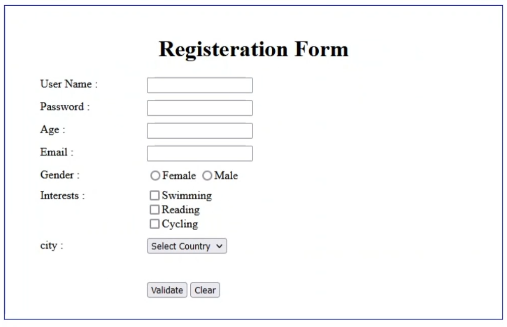 Registeration Form
User Name :
Password :
Age :
Email :
Gender : Female Male
Interests : Swimming
Reading
Cycling
city : Select Country
Validate Clear